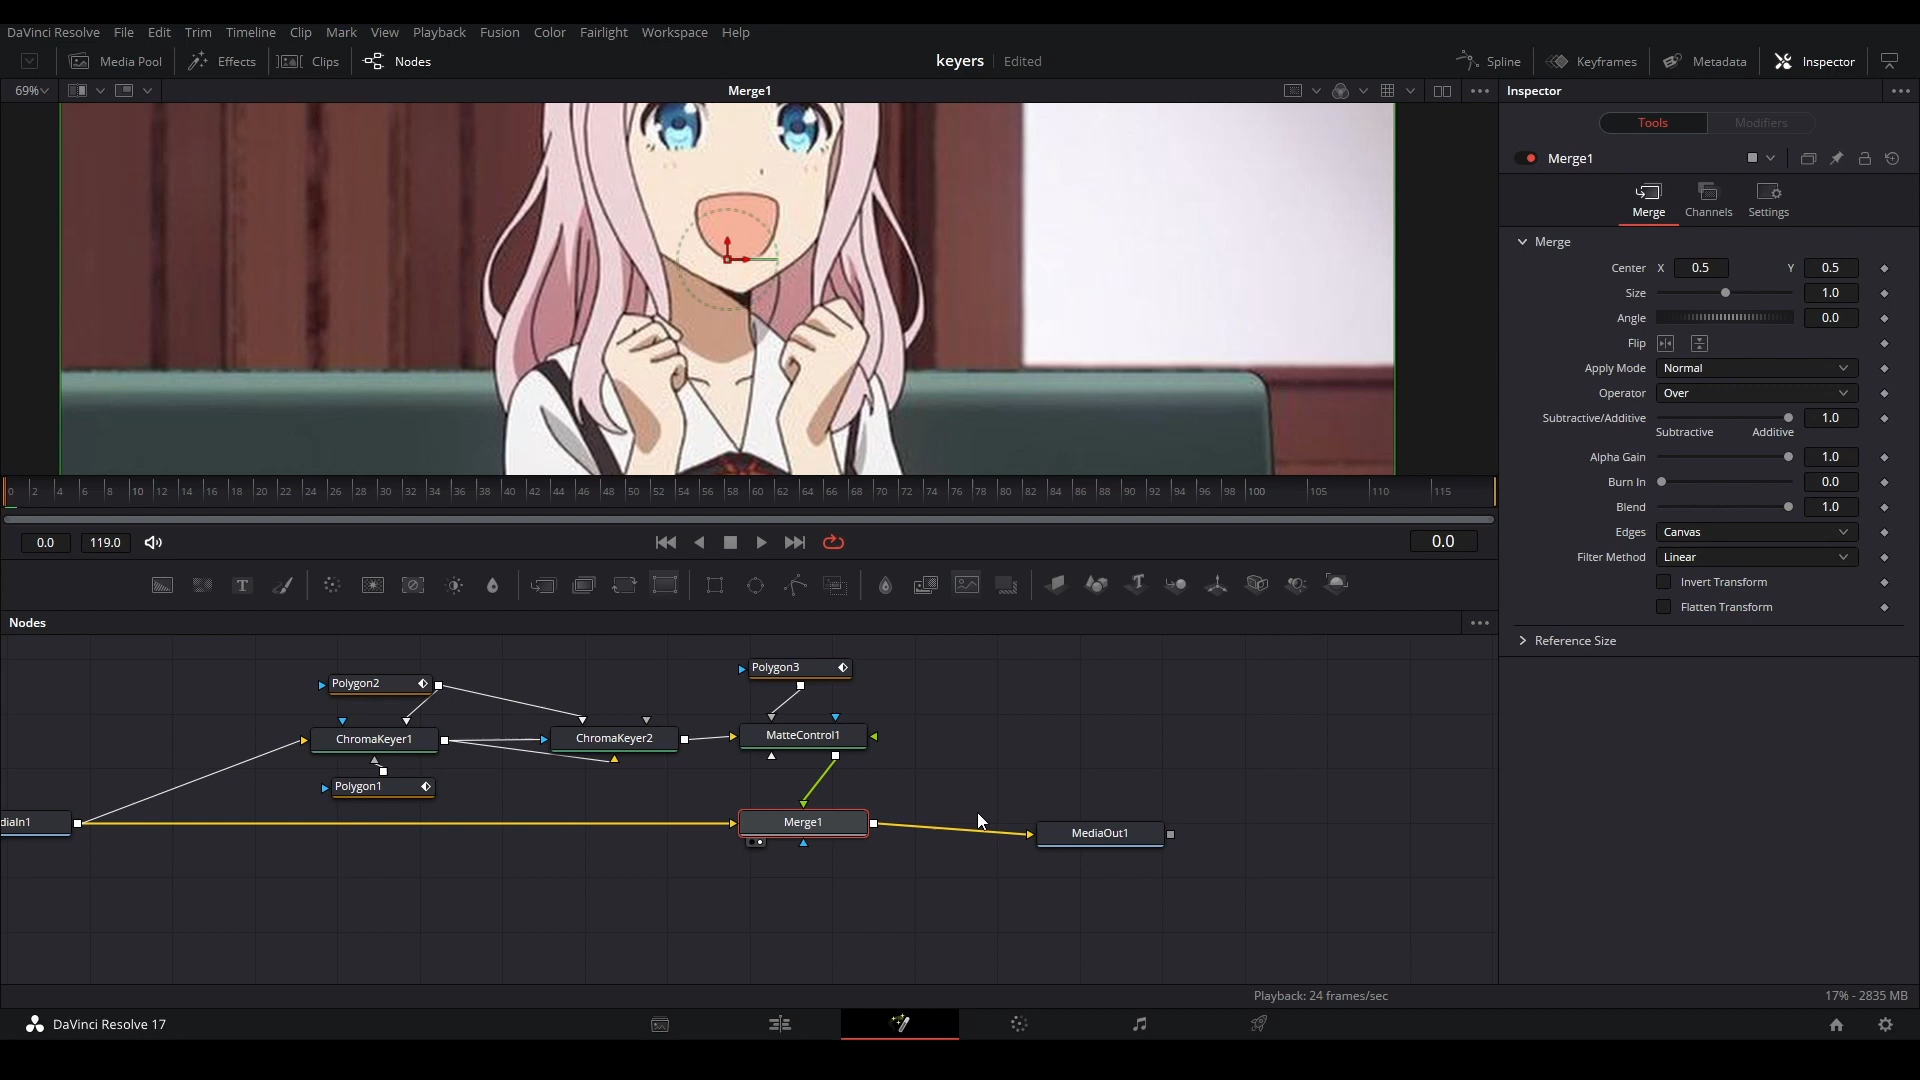 DaVinci Resolve File Edit Trim Timeline Clip Mark View Playback Fusion Color Fairlight Workspace Help
Media Pool Effects Clips Nodes keyers Edited Spline Keyframes Metadata Inspector
69% Merge1 Inspector
Tools Modifiers
Merge1
Merge Channels Settings
Merge
Center X 0.5 Y 0.5
Size 1.0
Angle 0.0
Flip
Apply Mode Normal
Operator Over
Subtractive/Additive 1.0
Subtractive Additive
Alpha Gain 1.0
Burn In 0.0
Blend 1.0
Edges Canvas
Filter Method Linear
Invert Transform
Flatten Transform
Reference Size
0 2 4 6 8 10 12 14 16 18 20 22 24 26 28 30 32 34 36 38 40 42 44 46 48 50 52 54 56 58 60 62 64 66 68 70 72 74 76 78 80 82 84 86 88 90 92 94 96 98 100 105 110 115
0.0 119.0 0.0
Nodes
Polygon2 Polygon3
ChromaKeyer1 ChromaKeyer2 MatteControl1
Polygon1
diaIn1 Merge1 MediaOut1
Playback: 24 frames/sec 17% - 2835 MB
DaVinci Resolve 17